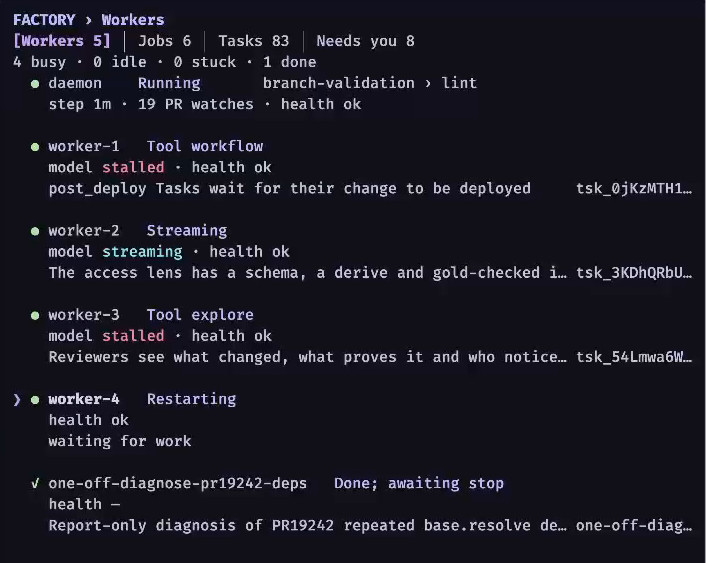 FACTORY › Workers
[Workers 5] │ Jobs 6 │ Tasks 83 │ Needs you 8
4 busy · 0 idle · 0 stuck · 1 done
● daemon Running branch-validation › lint
step 1m · 19 PR watches · health ok
● worker-1 Tool workflow
model stalled · health ok
post_deploy Tasks wait for their change to be deployed tsk_0jKzMTH1…
● worker-2 Streaming
model streaming · health ok
The access lens has a schema, a derive and gold-checked i… tsk_3KDhQRbU…
● worker-3 Tool explore
model stalled · health ok
Reviewers see what changed, what proves it and who notice… tsk_54Lmwa6W…
❯ ● worker-4 Restarting
health ok
waiting for work
✓ one-off-diagnose-pr19242-deps Done; awaiting stop
health —
Report-only diagnosis of PR19242 repeated base.resolve de… one-off-diag…